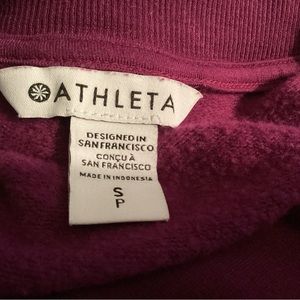 ATHLETA
DESIGNED IN
SAN FRANCISCO
CONÇU À
SAN FRANCISCO
MADE IN INDONESIA
S
P